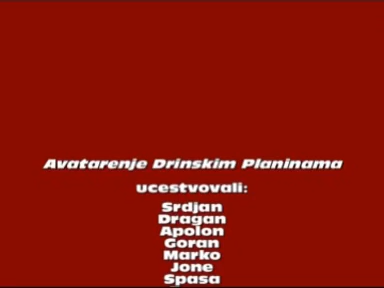 Avatarenje Drinskim Planinama
ucestvovali:
Srdjan
Dragan
Apolon
Goran
Marko
Jone
Spasa